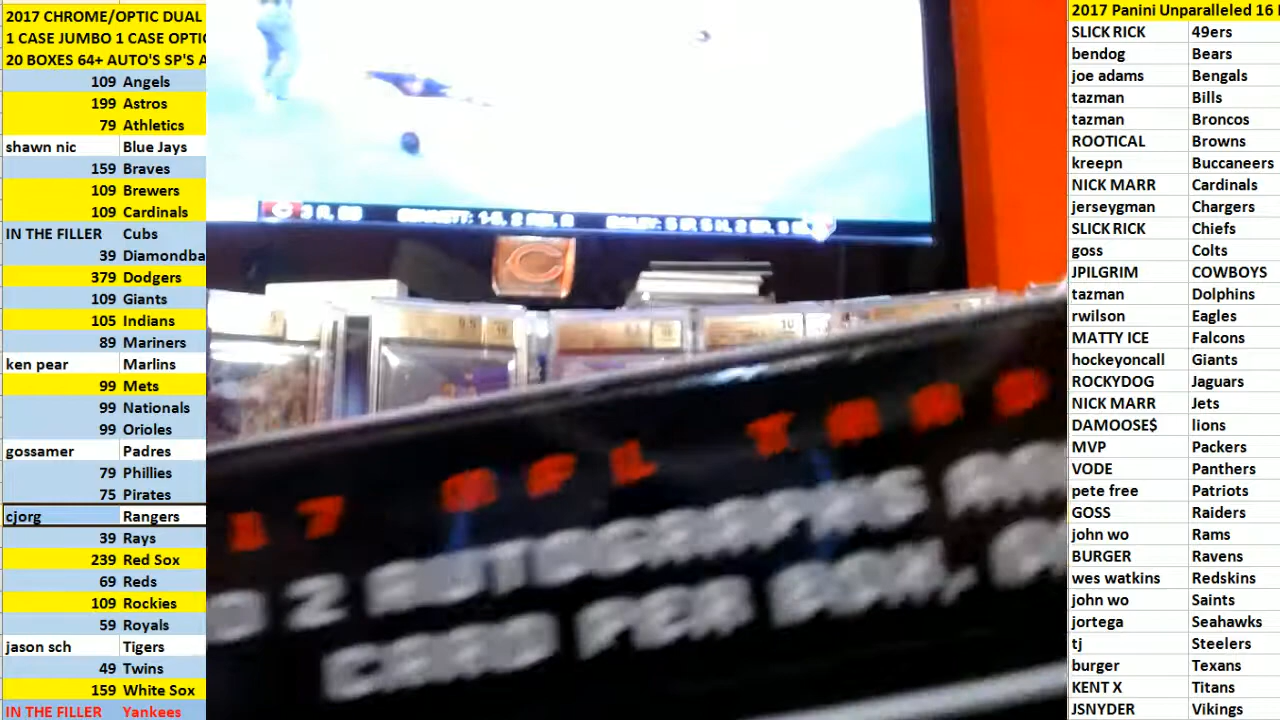 2017 CHROME/OPTIC DUAL
1 CASE JUMBO 1 CASE OPTIC
20 BOXES 64+ AUTO'S SP'S A
109 Angels
199 Astros
79 Athletics
shawn nic Blue Jays
159 Braves
109 Brewers
109 Cardinals
IN THE FILLER Cubs
39 Diamondba
379 Dodgers
109 Giants
105 Indians
89 Mariners
ken pear Marlins
99 Mets
99 Nationals
99 Orioles
gossamer Padres
79 Phillies
75 Pirates
cjorg Rangers
39 Rays
239 Red Sox
69 Reds
109 Rockies
59 Royals
jason sch Tigers
49 Twins
159 White Sox
IN THE FILLER Yankees
17 NFL TRAD
2 AUTOGRAPHS
CARD PER BOX,
2017 Panini Unparalleled 16
SLICK RICK 49ers
bendog Bears
joe adams Bengals
tazman Bills
tazman Broncos
ROOTICAL Browns
kreepn Buccaneers
NICK MARR Cardinals
jerseygman Chargers
SLICK RICK Chiefs
goss Colts
JPILGRIM COWBOYS
tazman Dolphins
rwilson Eagles
MATTY ICE Falcons
hockeyoncall Giants
ROCKYDOG Jaguars
NICK MARR Jets
DAMOOSE$ lions
MVP Packers
VODE Panthers
pete free Patriots
GOSS Raiders
john wo Rams
BURGER Ravens
wes watkins Redskins
john wo Saints
jortega Seahawks
tj Steelers
burger Texans
KENT X Titans
JSNYDER Vikings